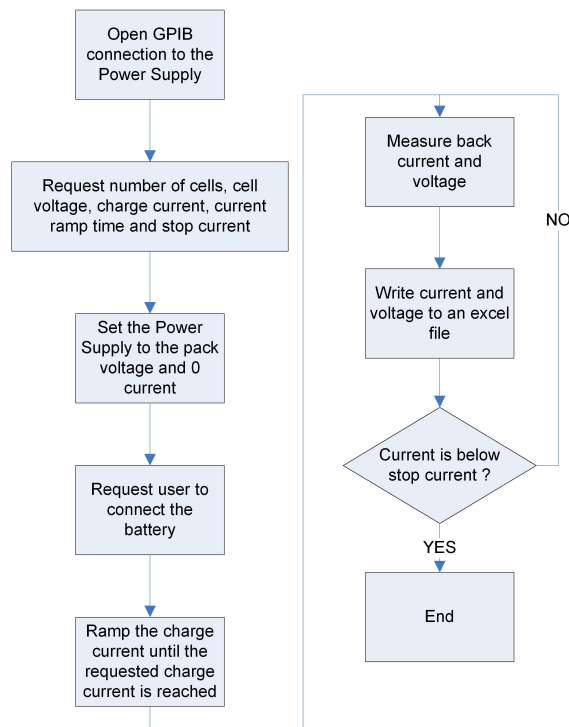 Open GPIB
connection to the
Power Supply
Request number of cells, cell
voltage, charge current, current
ramp time and stop current
Set the Power
Supply to the pack
voltage and 0
current
Request user to
connect the
battery
Ramp the charge
current until the
requested charge
current is reached
Measure back
current and
voltage
Write current and
voltage to an excel
file
Current is below
stop current ?
NO
YES
End